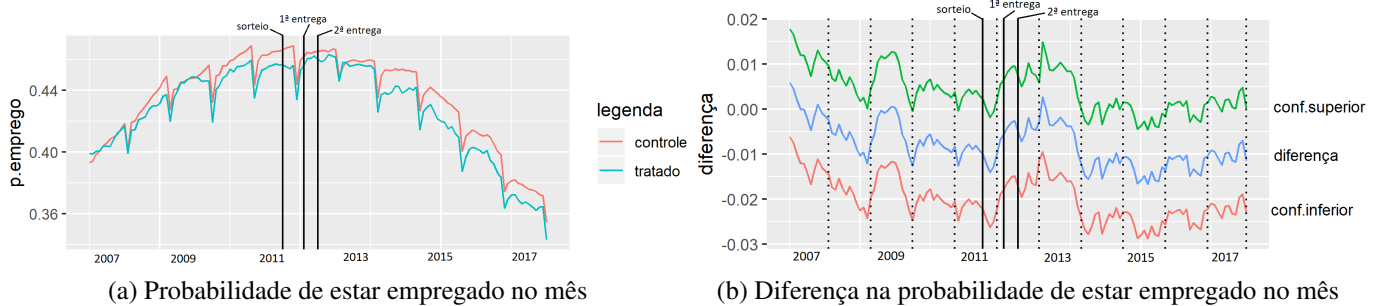 sorteio
1ª entrega
2ª entrega
p.emprego
0.44
0.40
0.36
2007
2009
2011
2013
2015
2017
legenda
controle
tratado
(a) Probabilidade de estar empregado no mês
sorteio
1ª entrega
2ª entrega
diferença
0.02
0.01
0.00
-0.01
-0.02
-0.03
2007
2009
2011
2013
2015
2017
conf.superior
diferença
conf.inferior
(b) Diferença na probabilidade de estar empregado no mês